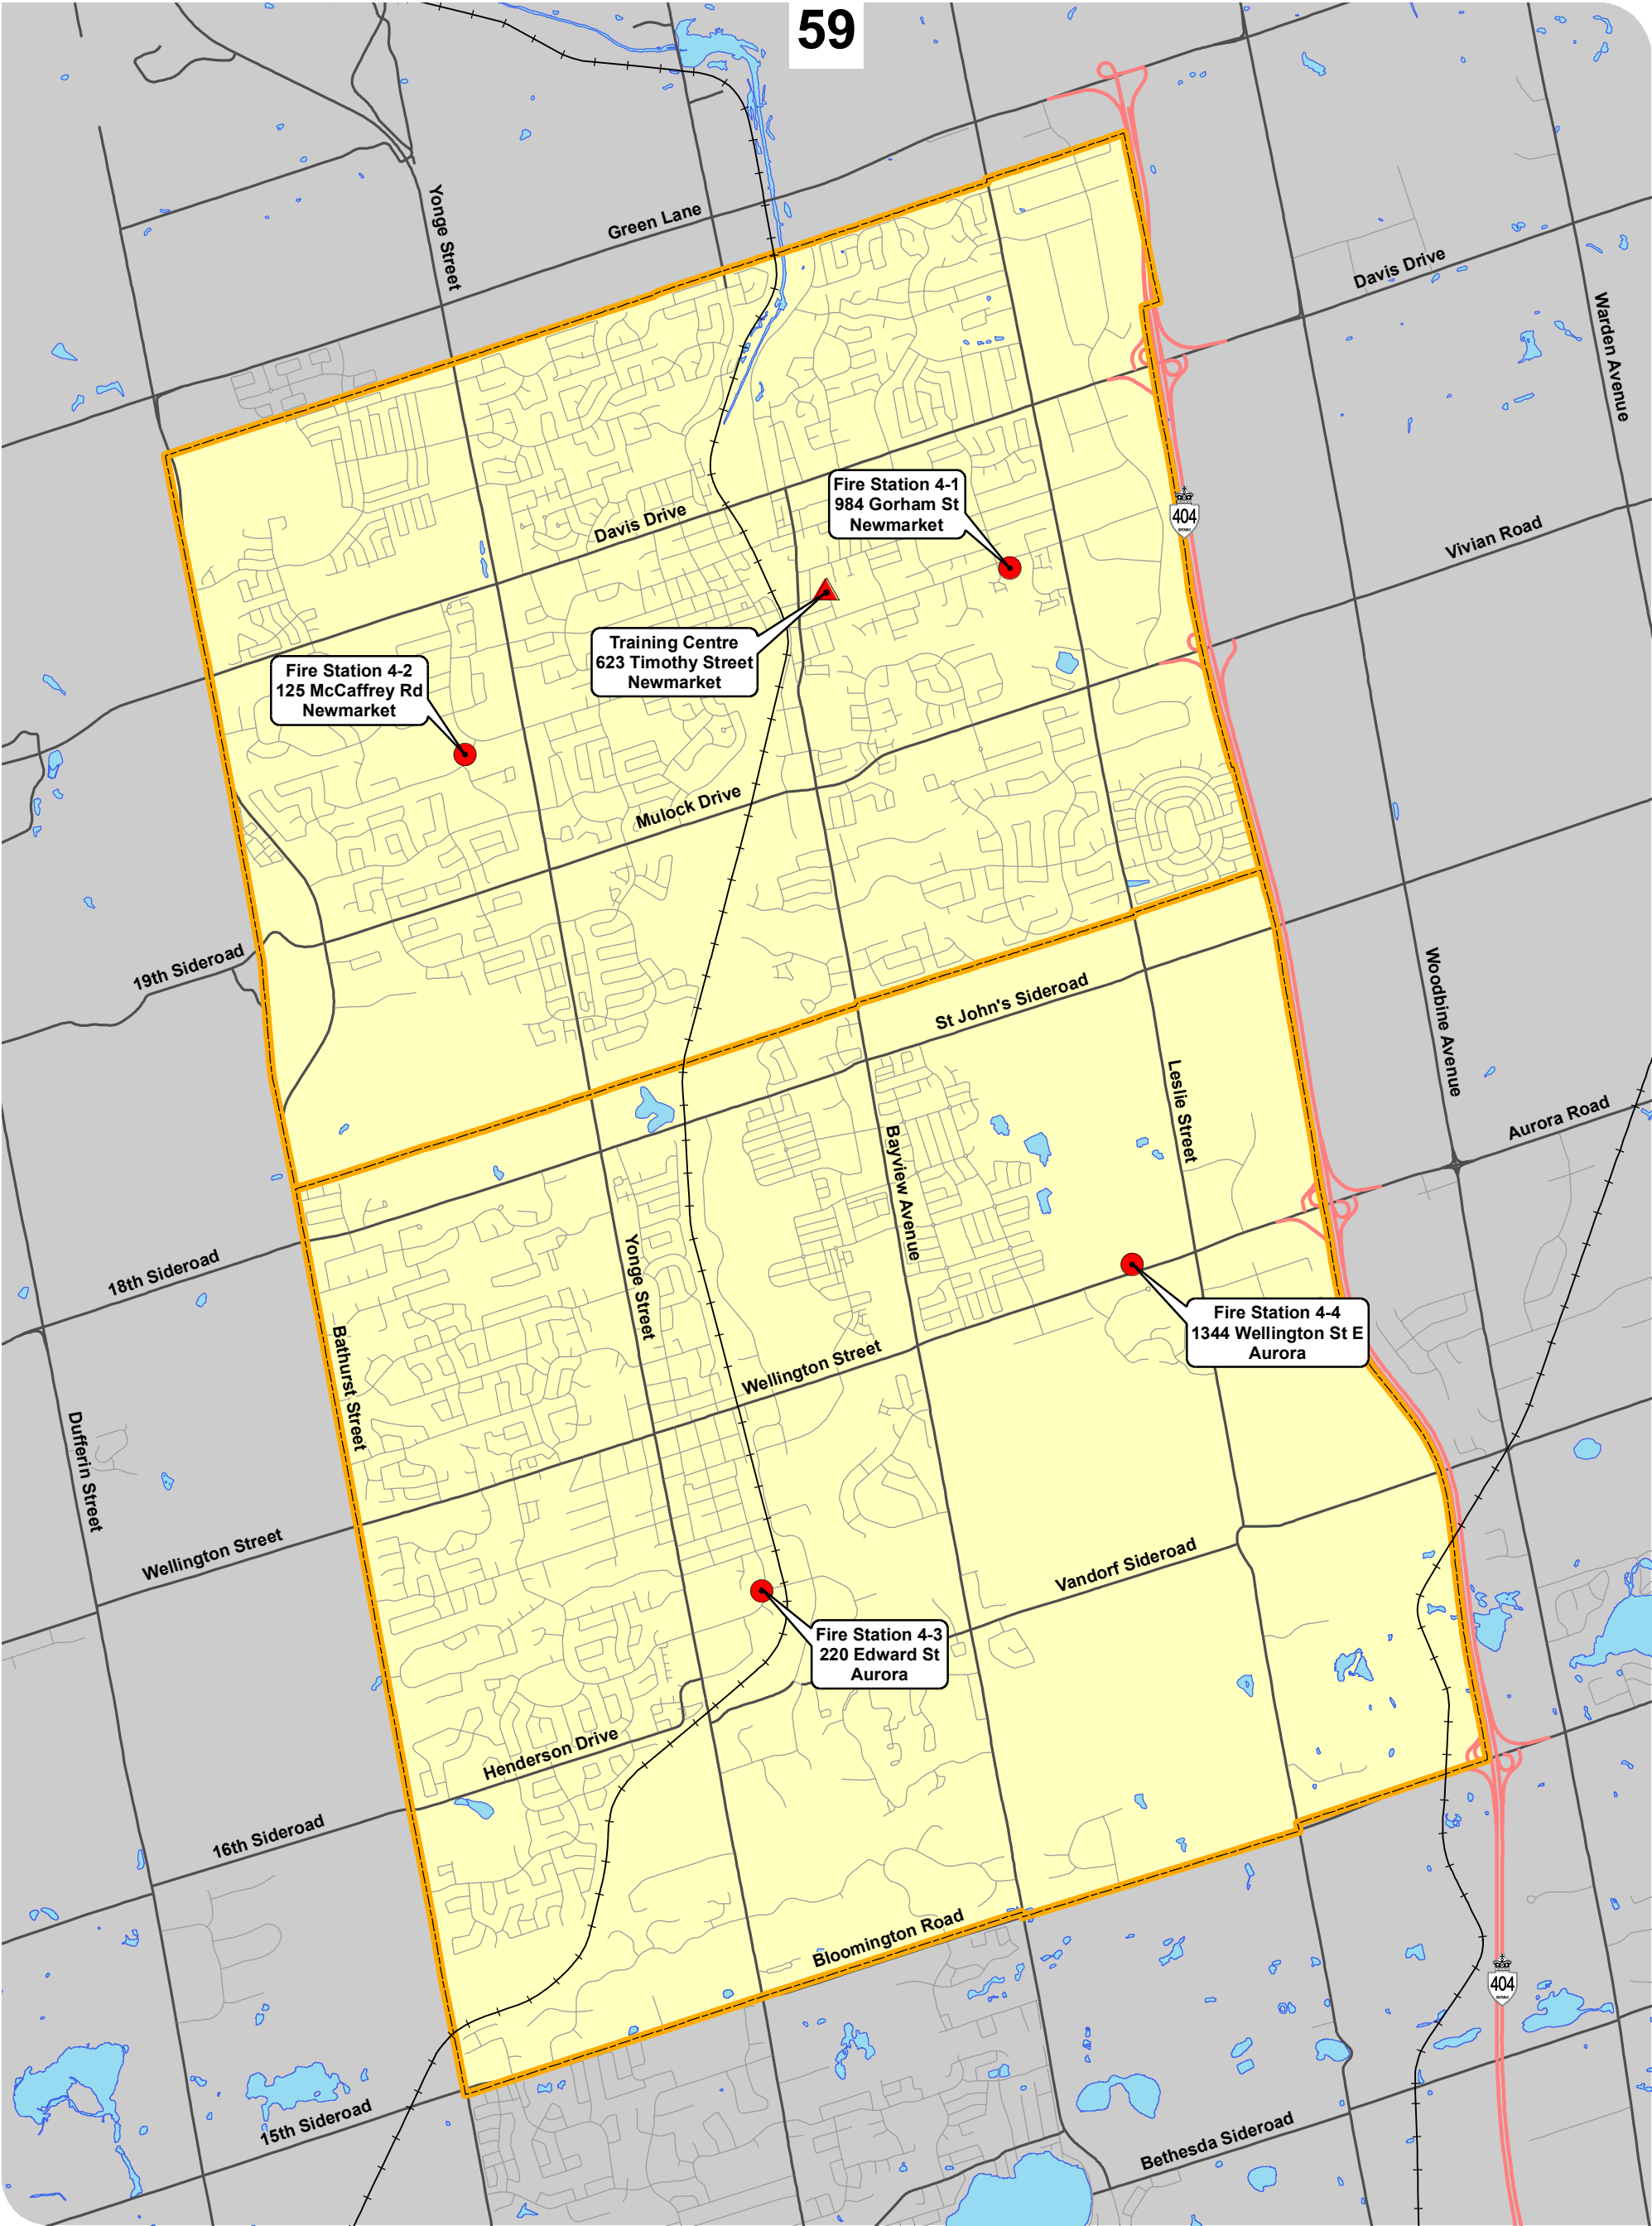 59
Yonge Street
Green Lane
Davis Drive
Warden Avenue
Fire Station 4-1
984 Gorham St
Newmarket
404
ONTARIO
Davis Drive
Vivian Road
Training Centre
623 Timothy Street
Newmarket
Fire Station 4-2
125 McCaffrey Rd
Newmarket
Mulock Drive
19th Sideroad
St John's Sideroad
Woodbine Avenue
Leslie Street
Aurora Road
Bayview Avenue
18th Sideroad
Yonge Street
Fire Station 4-4
1344 Wellington St E
Aurora
Bathurst Street
Wellington Street
Dufferin Street
Wellington Street
Vandorf Sideroad
Fire Station 4-3
220 Edward St
Aurora
Henderson Drive
16th Sideroad
Bloomington Road
404
ONTARIO
15th Sideroad
Bethesda Sideroad